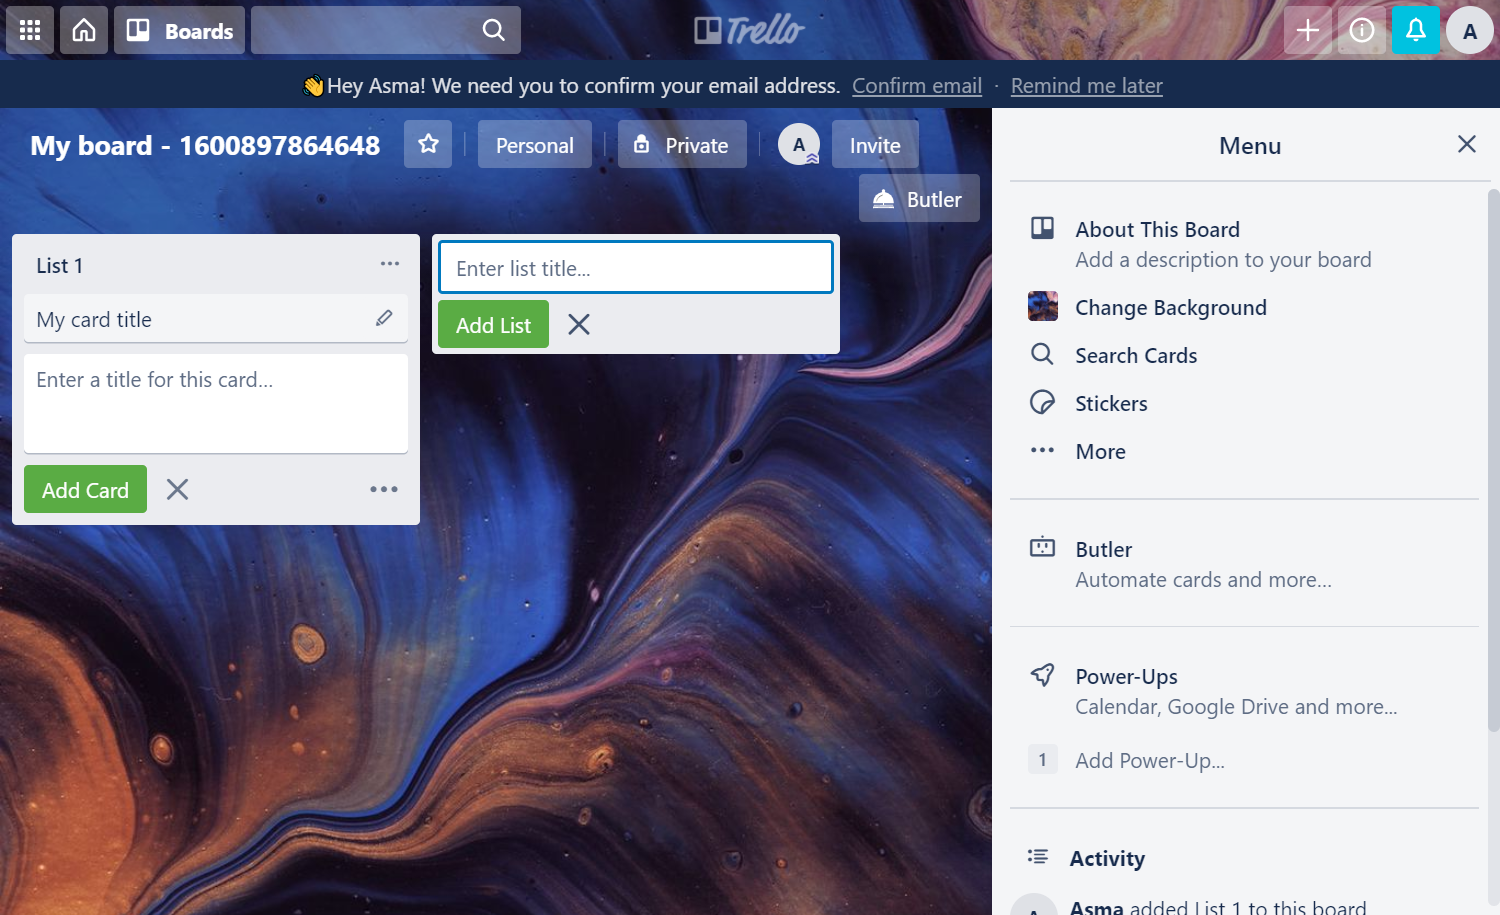 Boards
Trello
A
👋Hey Asma! We need you to confirm your email address. Confirm email · Remind me later
My board - 1600897864648
Personal
Private
A
Invite
Butler
List 1
My card title
Enter a title for this card...
Add Card
Enter list title...
Add List
Menu
About This Board
Add a description to your board
Change Background
Search Cards
Stickers
More
Butler
Automate cards and more...
Power-Ups
Calendar, Google Drive and more...
1 Add Power-Up...
Activity
A Asma added List 1 to this board